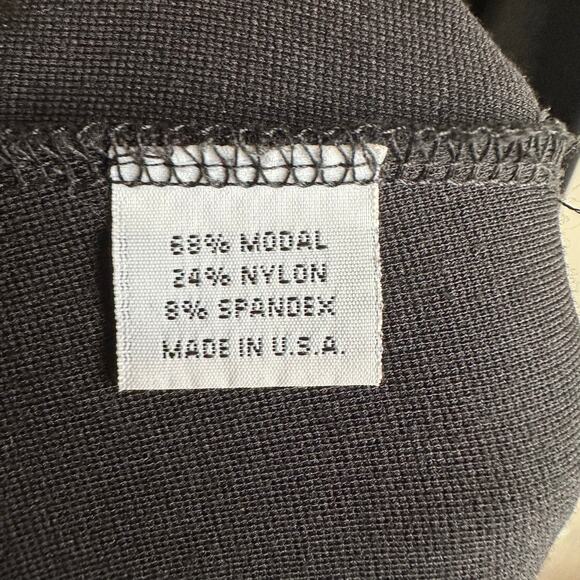 68% MODAL
24% NYLON
8% SPANDEX
MADE IN U.S.A.